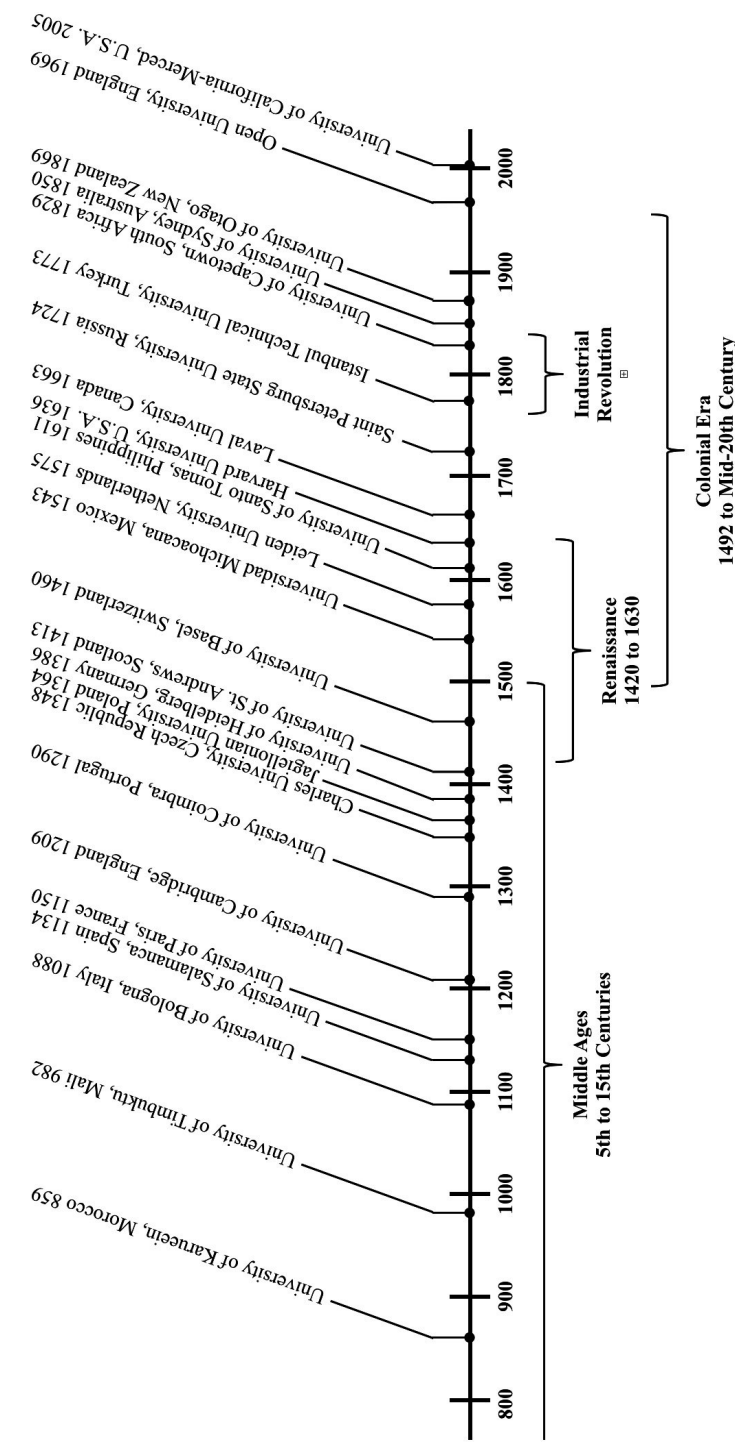 University of California-Merced, U.S.A. 2005
Open University, England 1969
University of Otago, New Zealand 1869
University of Sydney, Australia 1850
University of Capetown, South Africa 1829
Istanbul Technical University, Turkey 1773
Saint Petersburg State University, Russia 1724
Laval University, Canada 1663
Harvard University, U.S.A. 1636
University of Santo Tomas, Philippines 1611
Leiden University, Netherlands 1575
Universidad Michoacana, Mexico 1543
University of Basel, Switzerland 1460
University of St. Andrews, Scotland 1413
University of Heidelberg, Germany 1386
Jagiellonian University, Poland 1364
Charles University, Czech Republic 1348
University of Coimbra, Portugal 1290
University of Cambridge, England 1209
University of Paris, France 1150
University of Salamanca, Spain 1134
University of Bologna, Italy 1088
University of Timbuktu, Mali 982
University of Karueein, Morocco 859
2000
1900
1800
1700
1600
1500
1400
1300
1200
1100
1000
900
800
Industrial
Revolution
Colonial Era
1492 to Mid-20th Century
Renaissance
1420 to 1630
Middle Ages
5th to 15th Centuries